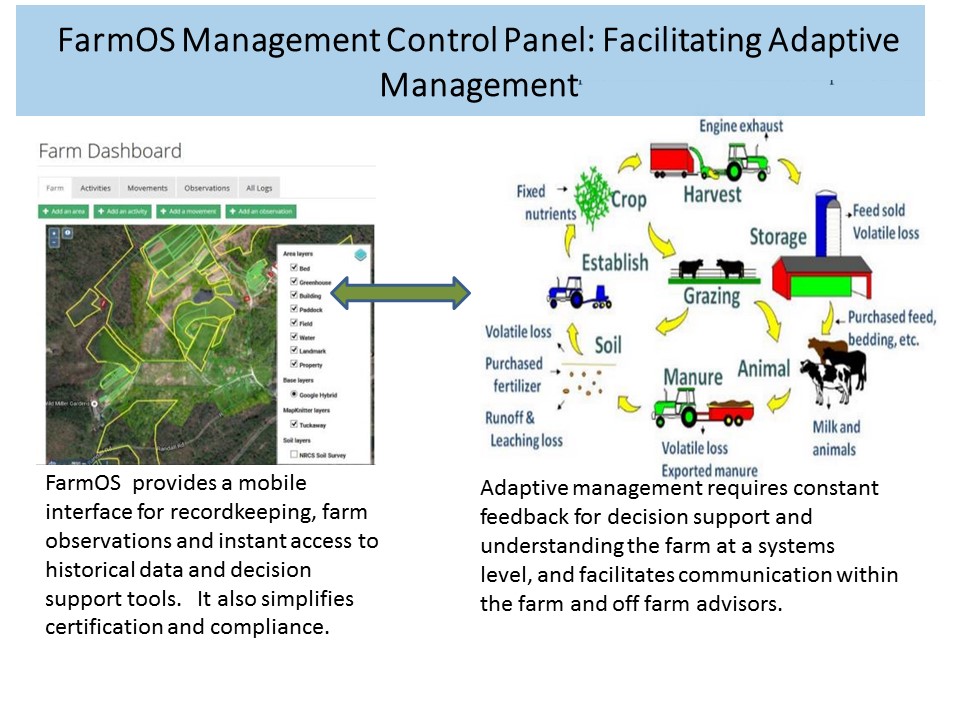 FarmOS Management Control Panel: Facilitating Adaptive
Management
Farm Dashboard
Farm Activities Movements Observations All Logs
+ Add an area + Add an activity + Add a movement + Add an observation
Area layers
Bed
Greenhouse
Building
Paddock
Field
Water
Landmark
Property
Base layers
Google Hybrid
MapKnitter layers
Tuckaway
Soil layers
NRCS Soil Survey
Engine exhaust
Fixed
nutrients
Crop
Harvest
Feed sold
Volatile loss
Storage
Establish
Grazing
Purchased feed,
bedding, etc.
Volatile loss
Soil
Purchased
fertilizer
Manure
Animal
Runoff &
Leaching loss
Milk and
animals
Volatile loss
Exported manure
FarmOS provides a mobile
interface for recordkeeping, farm
observations and instant access to
historical data and decision
support tools. It also simplifies
certification and compliance.
Adaptive management requires constant
feedback for decision support and
understanding the farm at a systems
level, and facilitates communication within
the farm and off farm advisors.